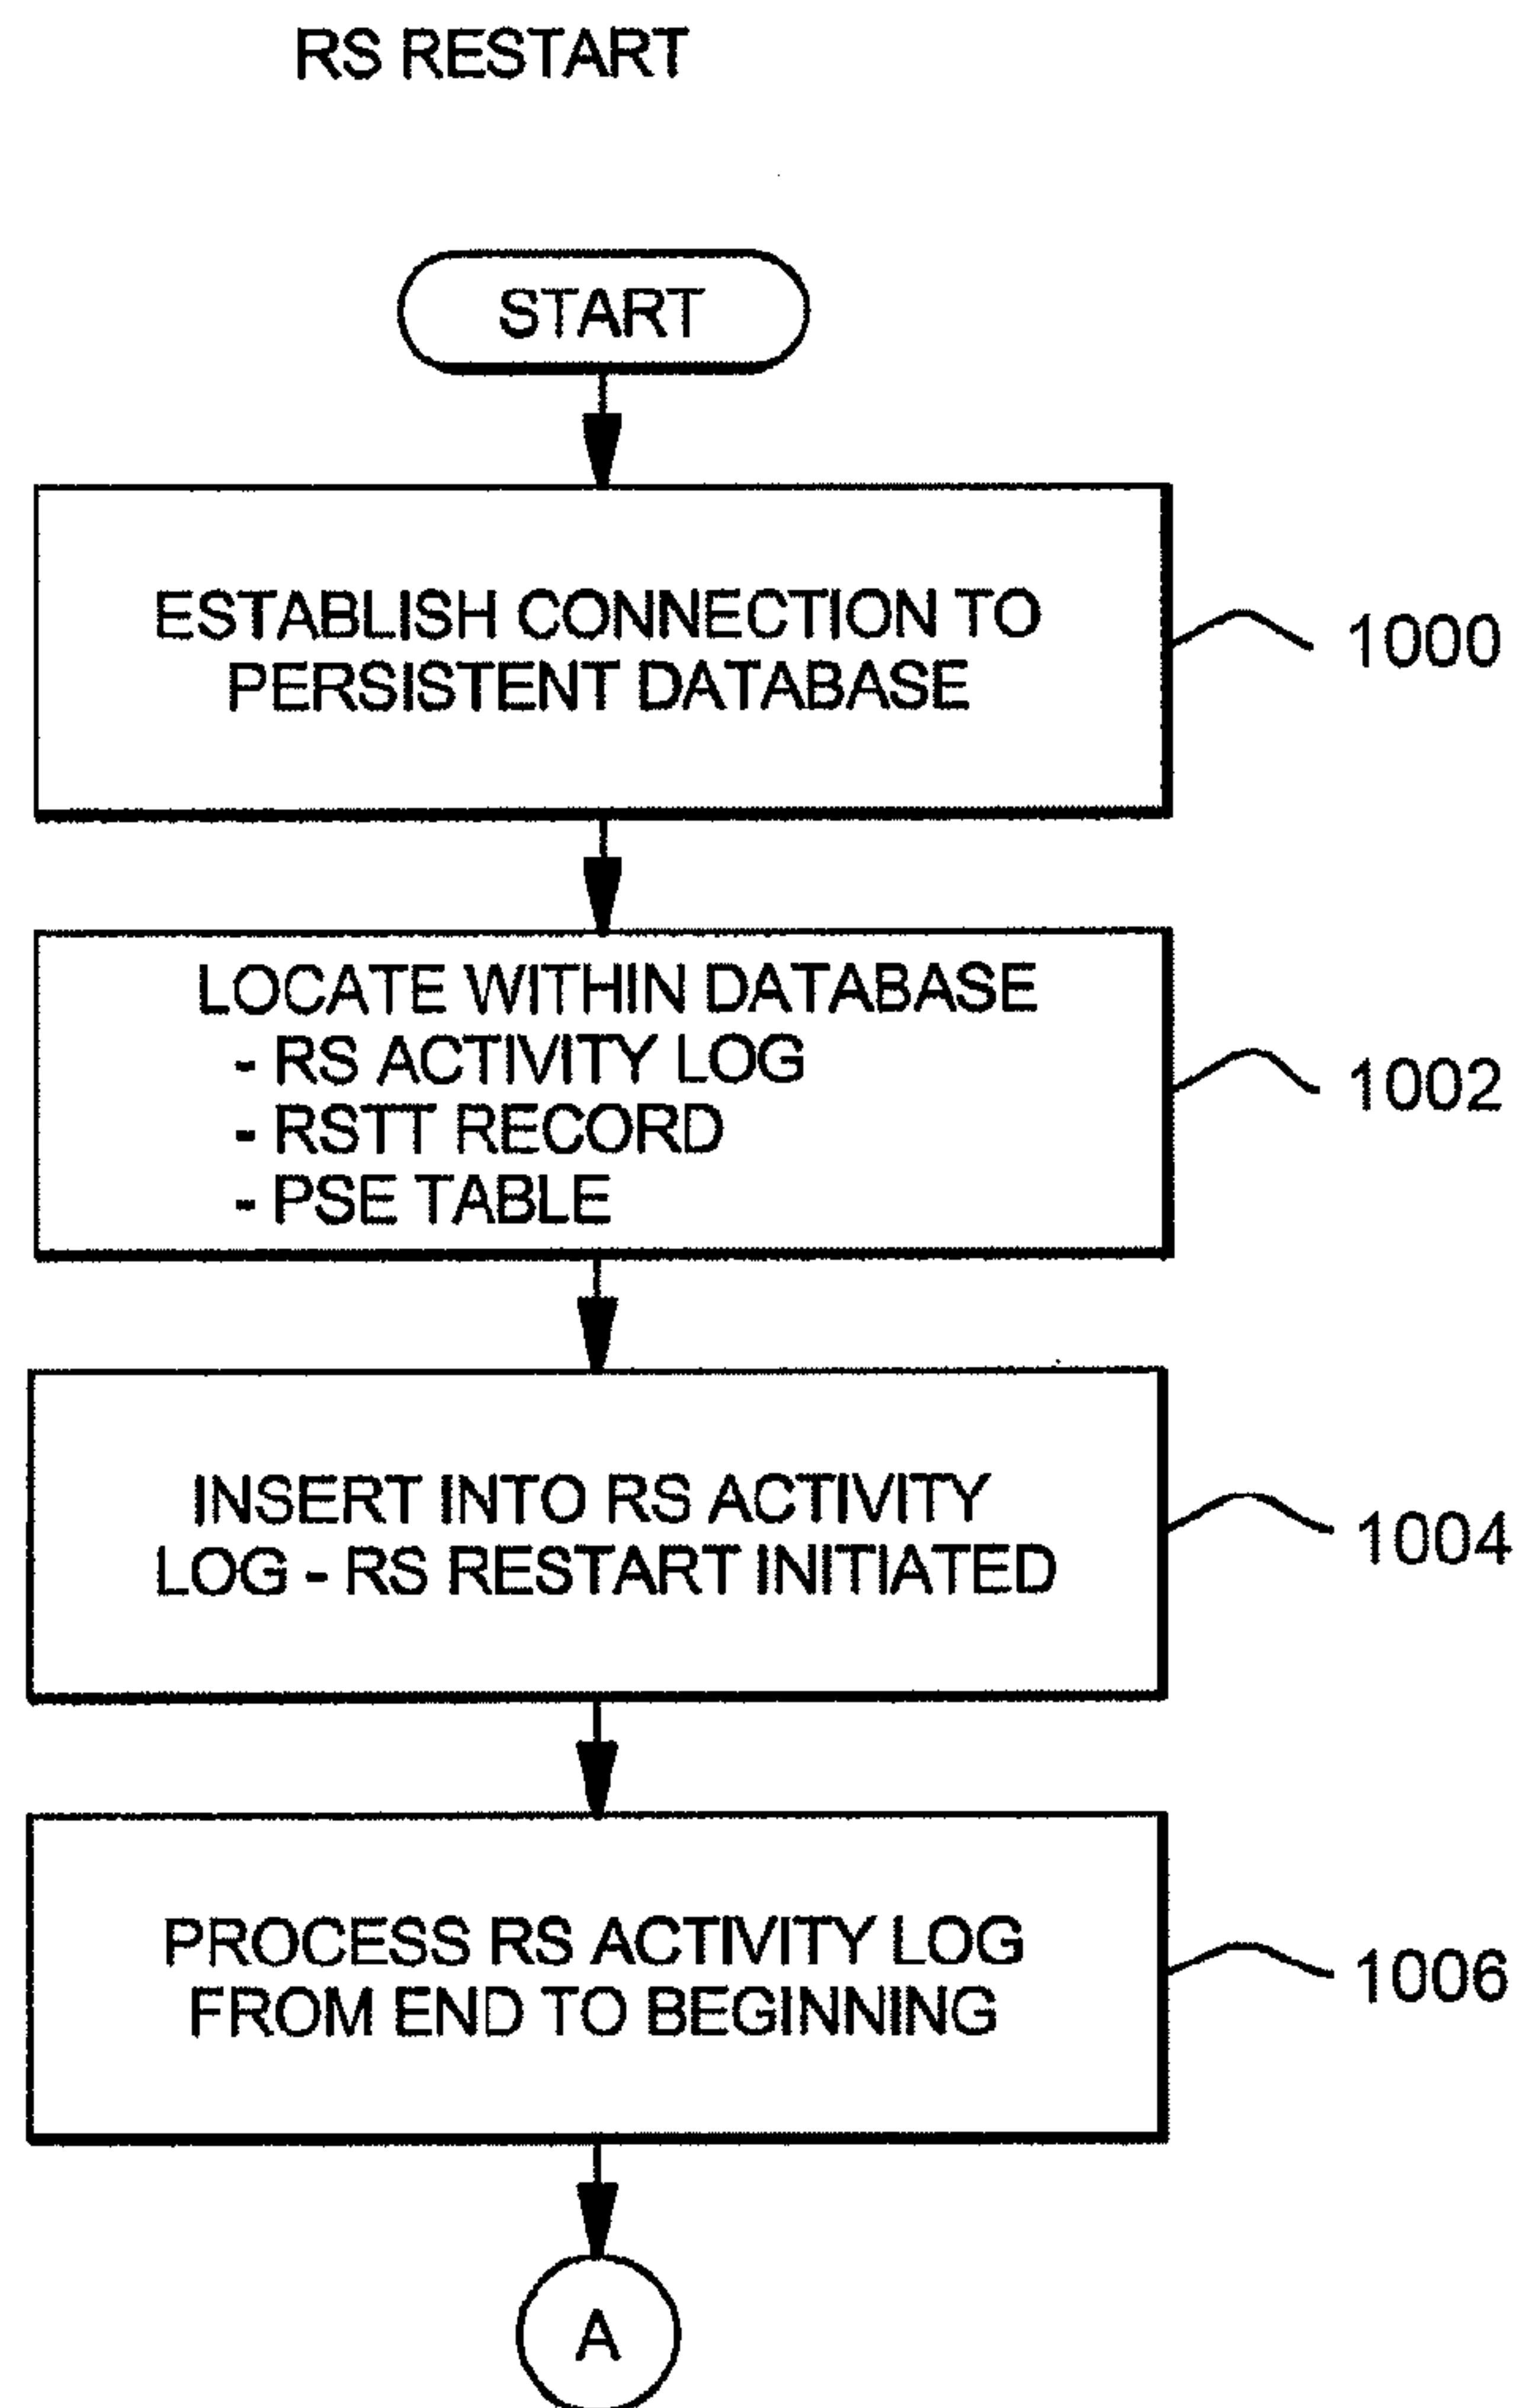 RS RESTART
START
ESTABLISH CONNECTION TO
PERSISTENT DATABASE
1000
LOCATE WITHIN DATABASE
- RS ACTIVITY LOG
- RSTT RECORD
- PSE TABLE
1002
INSERT INTO RS ACTIVITY
LOG - RS RESTART INITIATED
1004
PROCESS RS ACTIVITY LOG
FROM END TO BEGINNING
1006
A